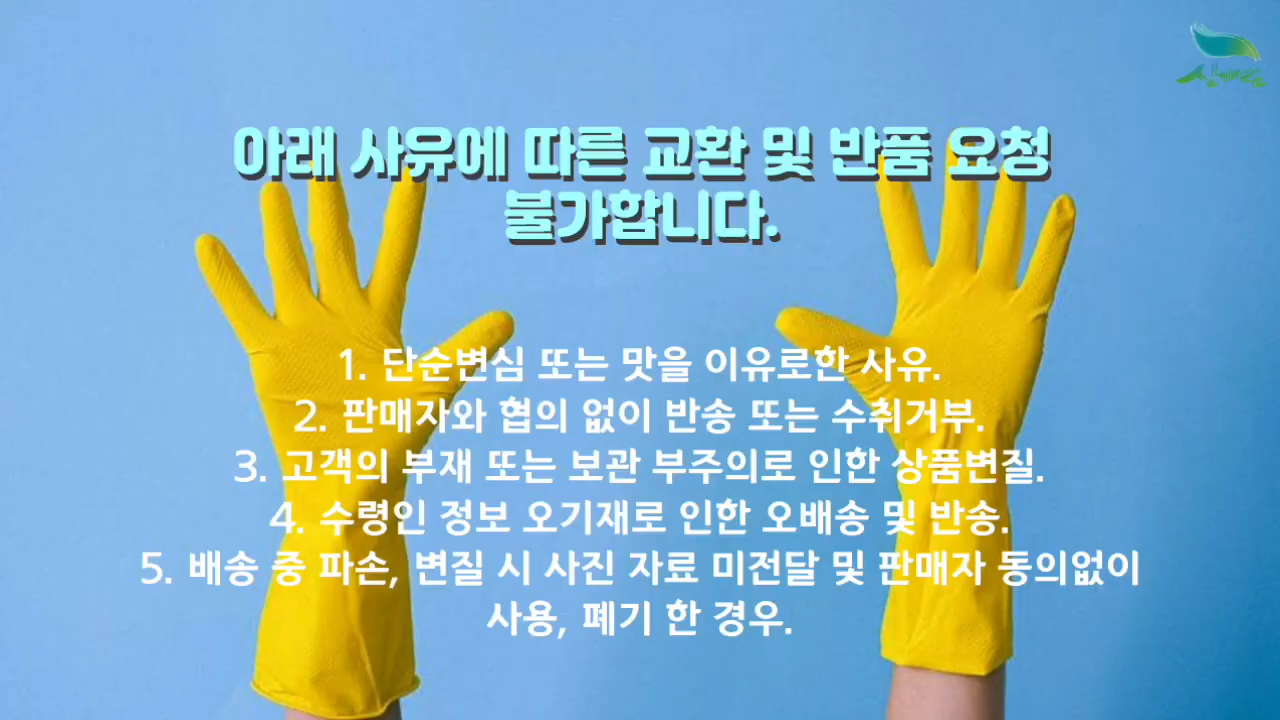 아래 사유에 따른 교환 및 반품 요청
불가합니다.
1. 단순변심 또는 맛을 이유로한 사유.
2. 판매자와 협의 없이 반송 또는 수취거부.
3. 고객의 부재 또는 보관 부주의로 인한 상품변질.
4. 수령인 정보 오기재로 인한 오배송 및 반송.
5. 배송 중 파손, 변질 시 사진 자료 미전달 및 판매자 동의없이
사용, 폐기 한 경우.